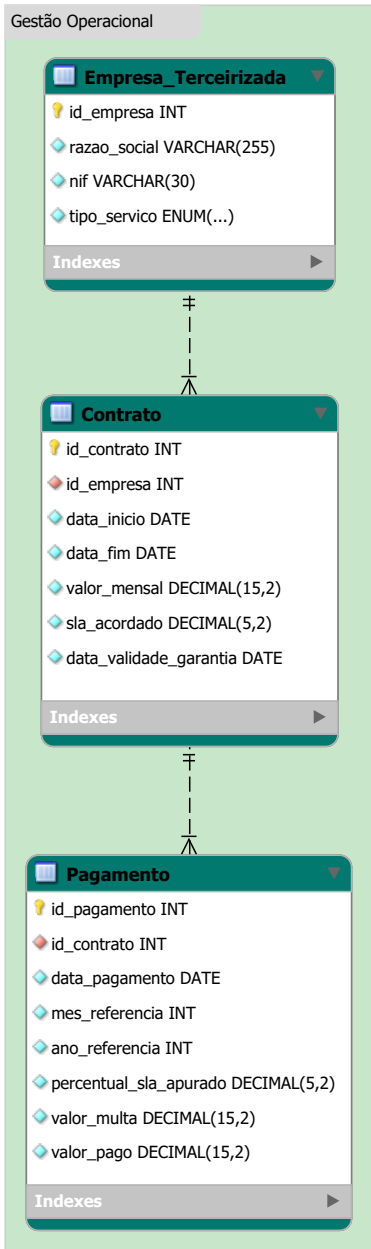 Gestão Operacional
Empresa_Terceirizada
id_empresa INT
razao_social VARCHAR(255)
nif VARCHAR(30)
tipo_servico ENUM(...)
Indexes
Contrato
id_contrato INT
id_empresa INT
data_inicio DATE
data_fim DATE
valor_mensal DECIMAL(15,2)
sla_acordado DECIMAL(5,2)
data_validade_garantia DATE
Indexes
Pagamento
id_pagamento INT
id_contrato INT
data_pagamento DATE
mes_referencia INT
ano_referencia INT
percentual_sla_apurado DECIMAL(5,2)
valor_multa DECIMAL(15,2)
valor_pago DECIMAL(15,2)
Indexes